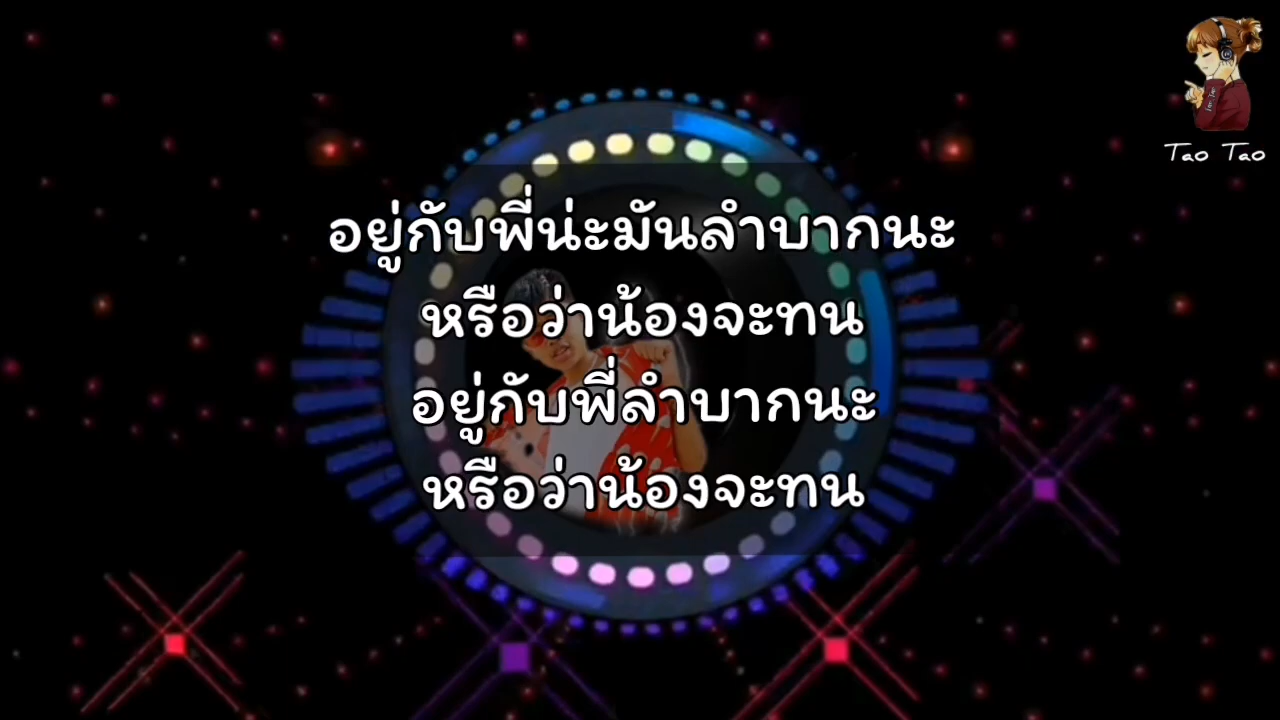 Tao Tao
อยู่กับพี่น่ะมันลำบากนะ
หรือว่าน้องจะทน
อยู่กับพี่ลำบากนะ
หรือว่าน้องจะทน